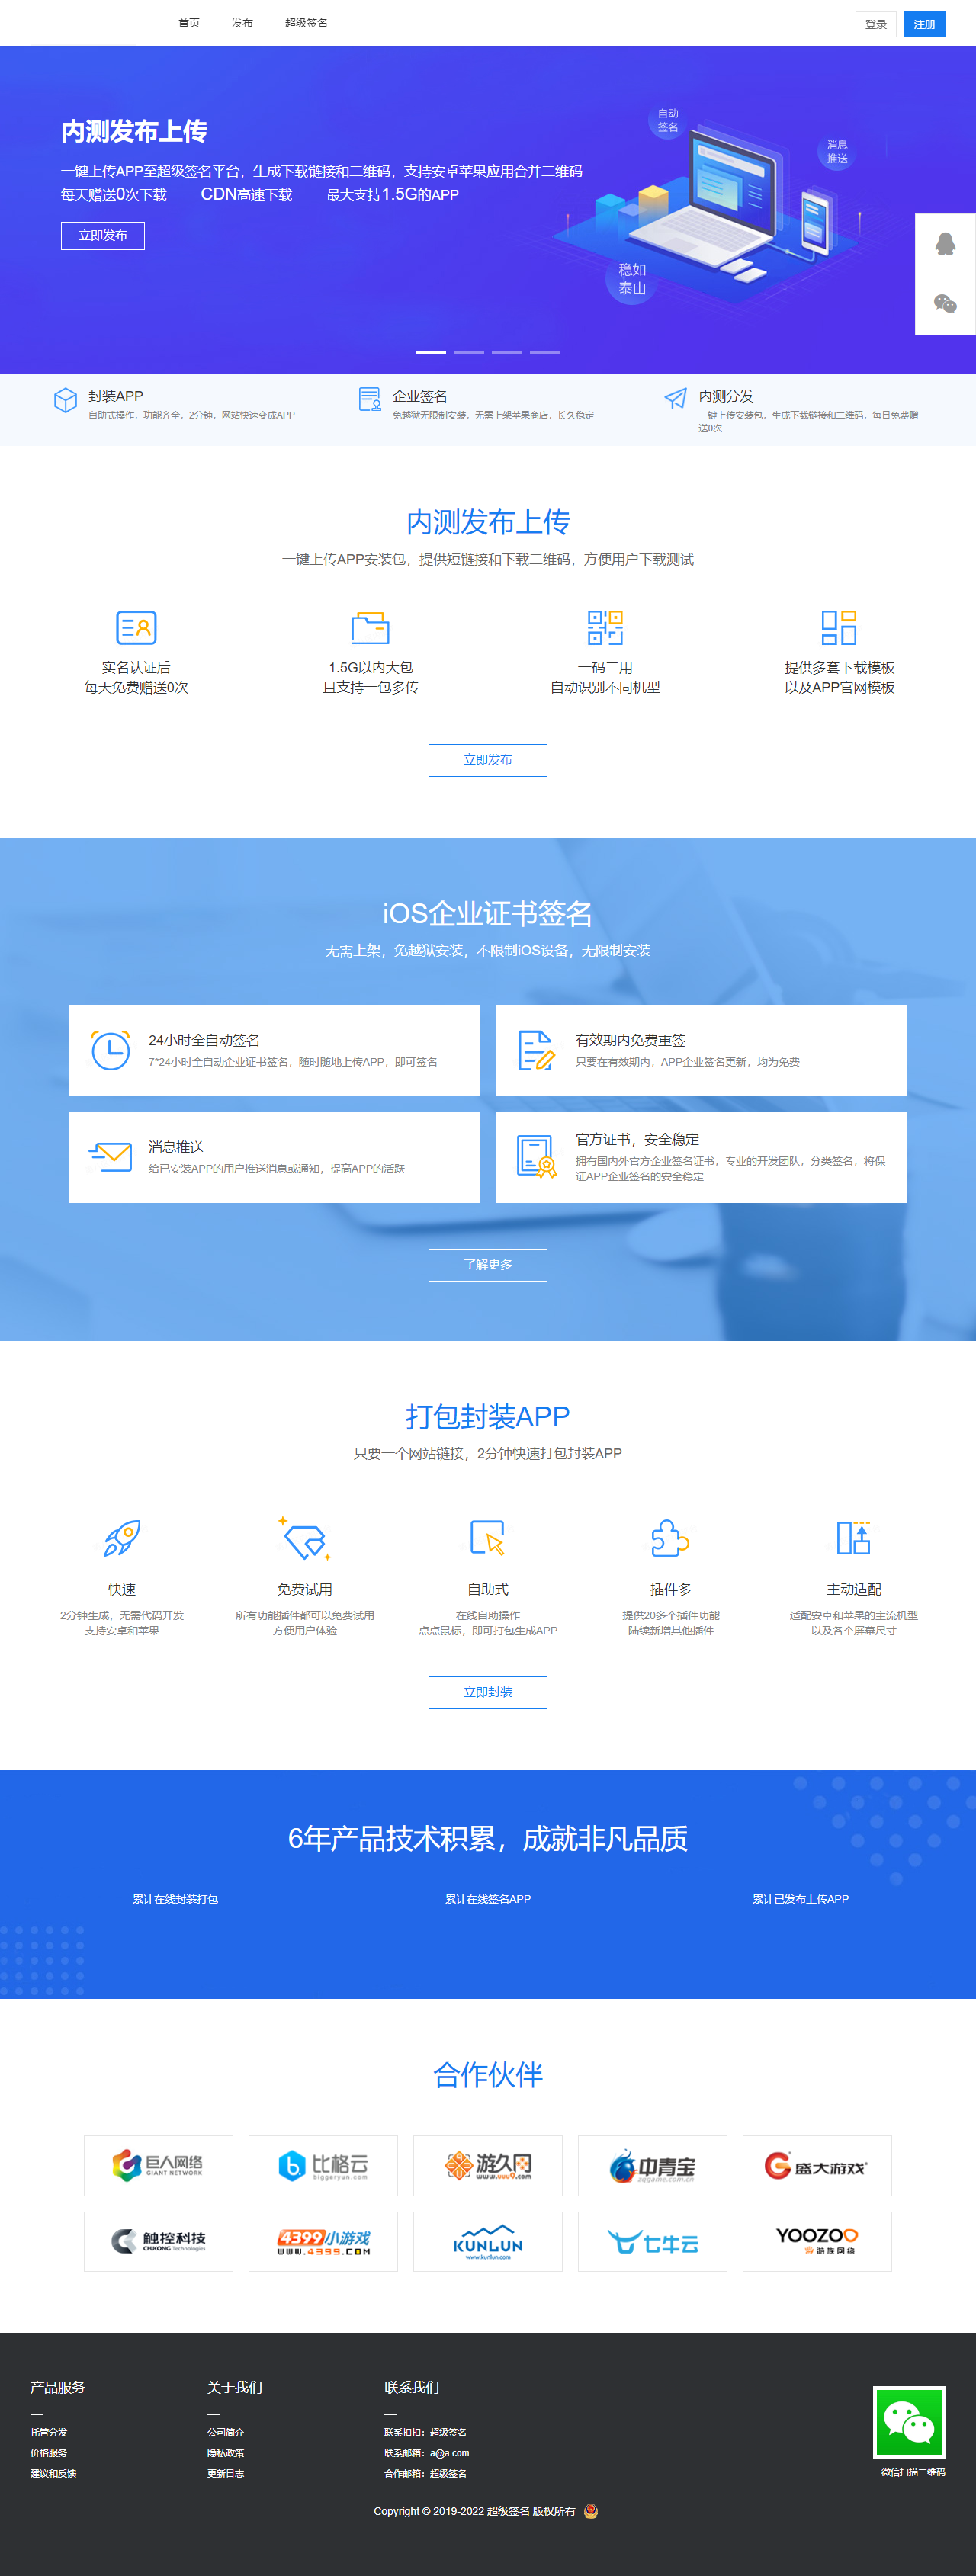 首页
发布
超级签名
登录
注册
内测发布上传
一键上传APP至超级签名平台，生成下载链接和二维码，支持安卓苹果应用合并二维码
每天赠送0次下载 CDN高速下载 最大支持1.5G的APP
立即发布
自动
签名
消息
推送
稳如
泰山
封装APP
自助式操作，功能齐全，2分钟，网站快速变成APP
企业签名
免越狱无限制安装，无需上架苹果商店，长久稳定
内测分发
一键上传安装包，生成下载链接和二维码，每日免费赠
送0次
内测发布上传
一键上传APP安装包，提供短链接和下载二维码，方便用户下载测试
实名认证后
每天免费赠送0次
1.5G以内大包
且支持一包多传
一码二用
自动识别不同机型
提供多套下载模板
以及APP官网模板
立即发布
iOS企业证书签名
无需上架，免越狱安装，不限制iOS设备，无限制安装
24小时全自动签名
7*24小时全自动企业证书签名，随时随地上传APP，即可签名
有效期内免费重签
只要在有效期内，APP企业签名更新，均为免费
消息推送
给已安装APP的用户推送消息或通知，提高APP的活跃
官方证书，安全稳定
拥有国内外官方企业签名证书，专业的开发团队，分类签名，将保
证APP企业签名的安全稳定
了解更多
打包封装APP
只要一个网站链接，2分钟快速打包封装APP
快速
2分钟生成，无需代码开发
支持安卓和苹果
免费试用
所有功能插件都可以免费试用
方便用户体验
自助式
在线自助操作
点点鼠标，即可打包生成APP
插件多
提供20多个插件功能
陆续新增其他插件
主动适配
适配安卓和苹果的主流机型
以及各个屏幕尺寸
立即封装
6年产品技术积累，成就非凡品质
累计在线封装打包
累计在线签名APP
累计已发布上传APP
合作伙伴
巨人网络
GIANT NETWORK
比格云
biggeryun.com
游久网
www.uuu9.com
中青宝
zqgame.com.cn
盛大游戏
触控科技
CHUKONG Technologies
4399小游戏
www.4399.com
KUNLUN
www.kunlun.com
七牛云
YOOZOO
游族网络
产品服务
托管分发
价格服务
建议和反馈
关于我们
公司简介
隐私政策
更新日志
联系我们
联系扣扣：超级签名
联系邮箱：a@a.com
合作邮箱：超级签名
微信扫描二维码
Copyright © 2019-2022 超级签名 版权所有